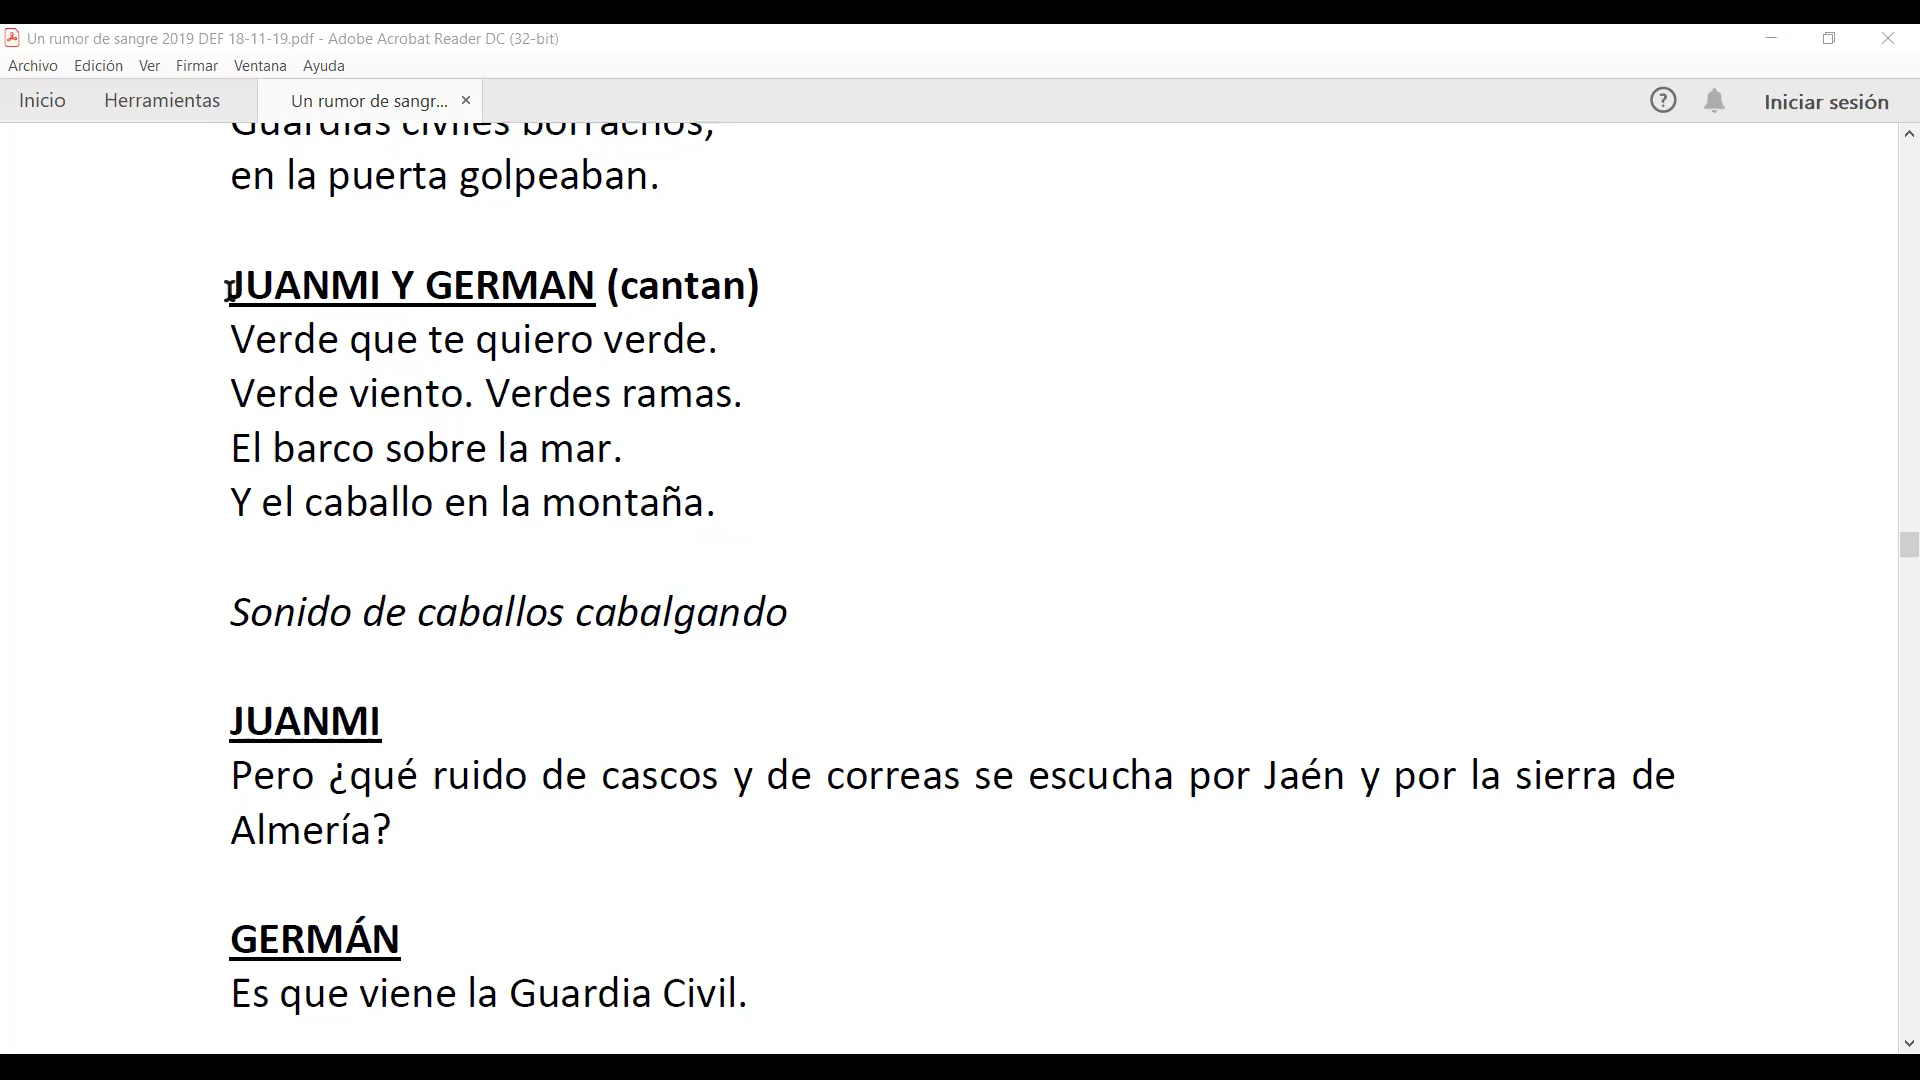 Un rumor de sangre 2019 DEF 18-11-19.pdf - Adobe Acrobat Reader DC (32-bit)
Archivo Edición Ver Firmar Ventana Ayuda
Inicio Herramientas Un rumor de sangr... × Iniciar sesión
Guardias civiles borrachos,
en la puerta golpeaban.
JUANMI Y GERMAN (cantan)
Verde que te quiero verde.
Verde viento. Verdes ramas.
El barco sobre la mar.
Y el caballo en la montaña.
Sonido de caballos cabalgando
JUANMI
Pero ¿qué ruido de cascos y de correas se escucha por Jaén y por la sierra de
Almería?
GERMÁN
Es que viene la Guardia Civil.